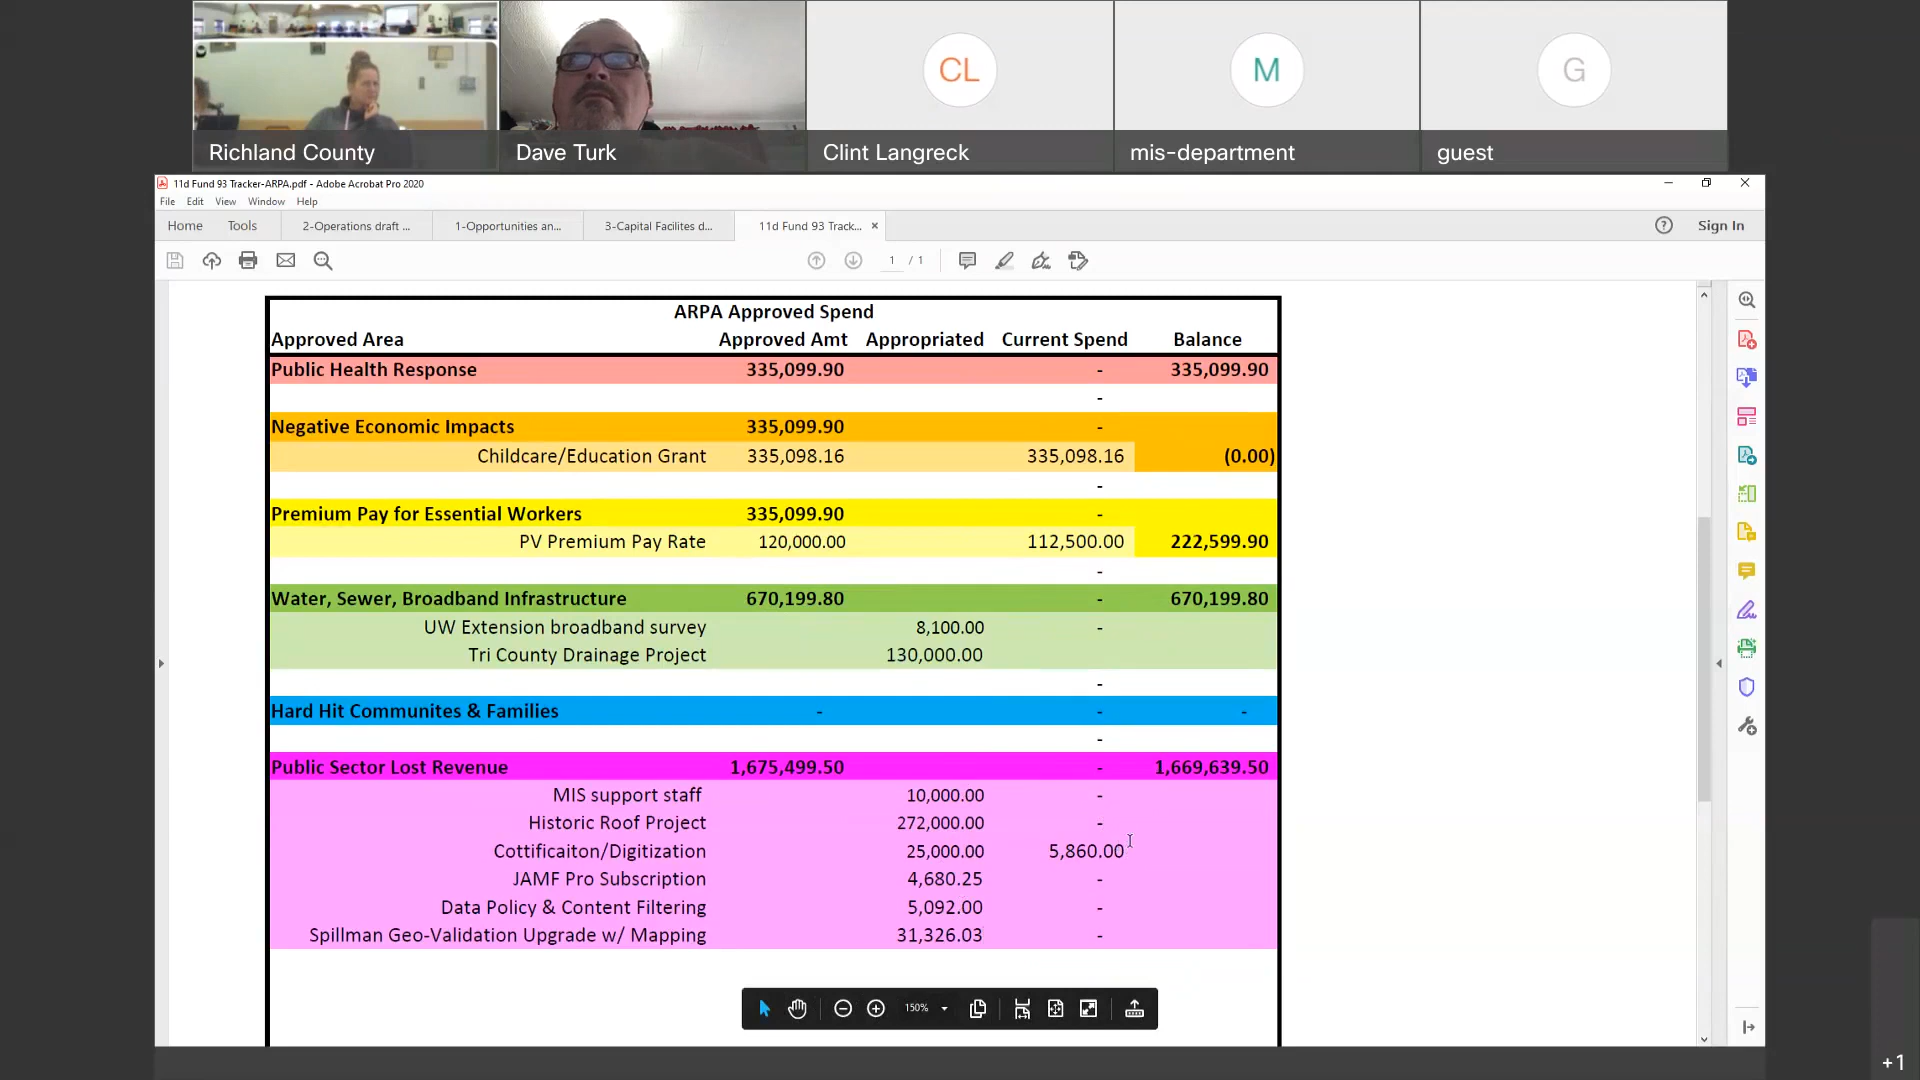 CL
M
G
Richland County
Dave Turk
Clint Langreck
mis-department
guest
11d Fund 93 Tracker-ARPA.pdf - Adobe Acrobat Pro 2020
File Edit View Window Help
Home Tools 2-Operations draft ... 1-Opportunities an... 3-Capital Facilites d... 11d Fund 93 Track... × Sign In
1 / 1
ARPA Approved Spend
Approved Area Approved Amt Appropriated Current Spend Balance
Public Health Response 335,099.90 - 335,099.90
-
Negative Economic Impacts 335,099.90 -
Childcare/Education Grant 335,098.16 335,098.16 (0.00)
-
Premium Pay for Essential Workers 335,099.90 -
PV Premium Pay Rate 120,000.00 112,500.00 222,599.90
-
Water, Sewer, Broadband Infrastructure 670,199.80 - 670,199.80
UW Extension broadband survey 8,100.00 -
Tri County Drainage Project 130,000.00
-
Hard Hit Communites & Families - - -
-
Public Sector Lost Revenue 1,675,499.50 - 1,669,639.50
MIS support staff 10,000.00 -
Historic Roof Project 272,000.00 -
Cottificaiton/Digitization 25,000.00 5,860.00
JAMF Pro Subscription 4,680.25 -
Data Policy & Content Filtering 5,092.00 -
Spillman Geo-Validation Upgrade w/ Mapping 31,326.03 -
150%
+1